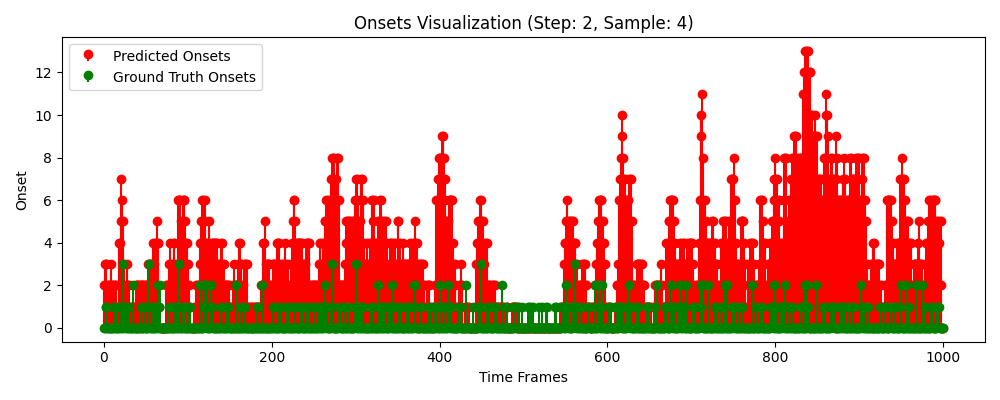 Onsets Visualization (Step: 2, Sample: 4)
Predicted Onsets
Ground Truth Onsets
Onset
12
10
8
6
4
2
0
0 200 400 600 800 1000
Time Frames